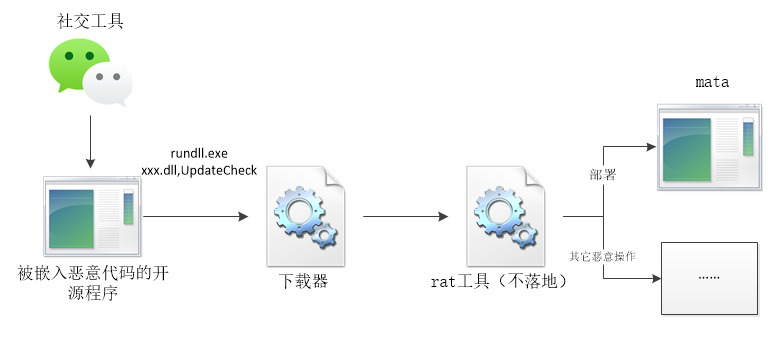 社交工具
rundll.exe
xxx.dll,UpdateCheck
被嵌入恶意代码的开
源程序
下载器
rat工具（不落地）
部署
mata
其它恶意操作
……